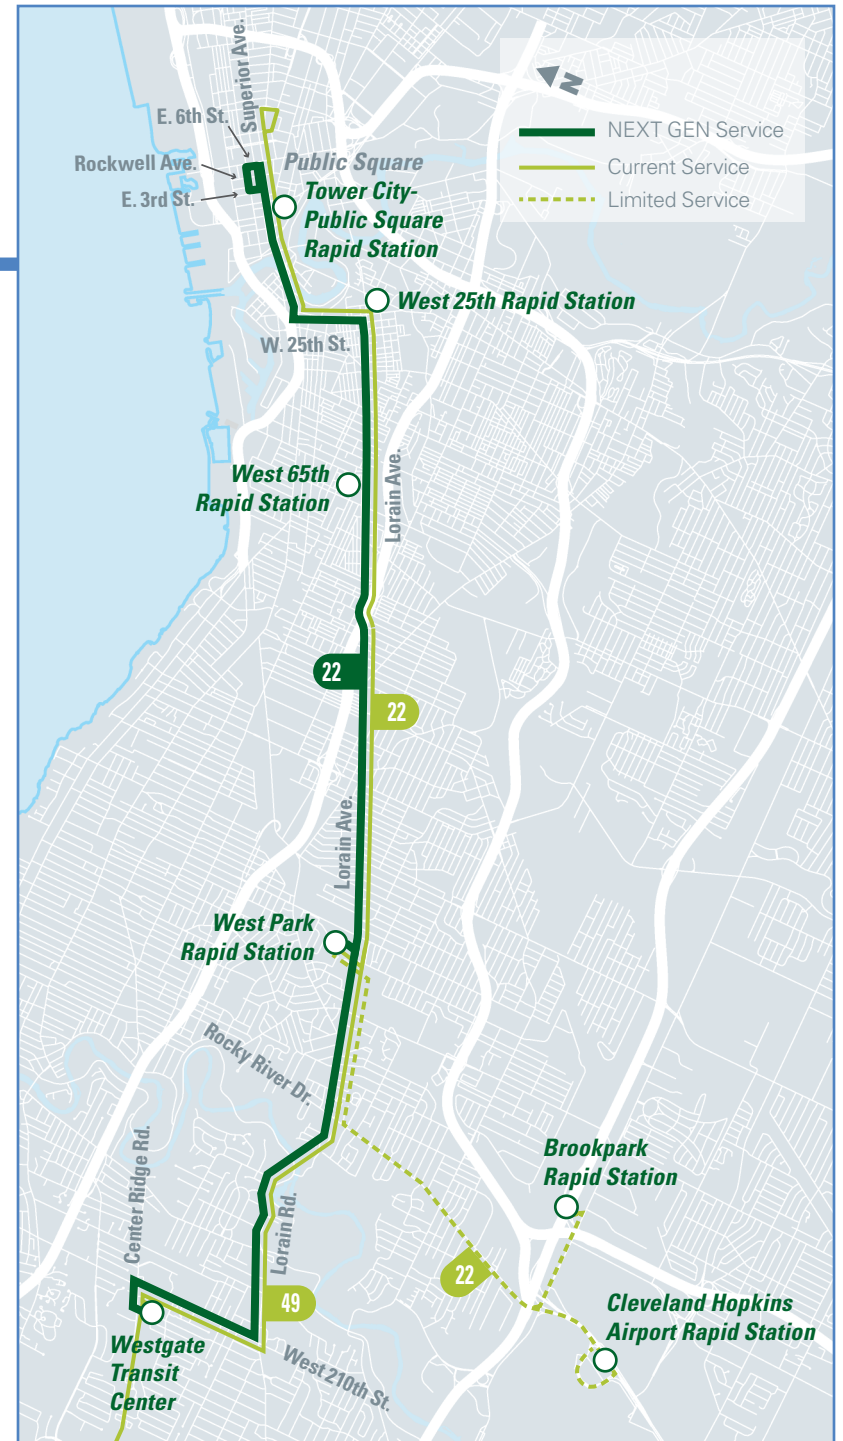 Superior Ave.
N
E. 6th St.
NEXT GEN Service
Public Square
Rockwell Ave.
Current Service
Tower City-
Public Square
Rapid Station
E. 3rd St.
Limited Service
West 25th Rapid Station
W. 25th St.
Lorain Ave.
West 65th
Rapid Station
22
22
Lorain Ave.
West Park
Rapid Station
Rocky River Dr.
Center Ridge Rd.
Brookpark
Rapid Station
Lorain Rd.
22
49
Cleveland Hopkins
Airport Rapid Station
Westgate
Transit
Center
West 210th St.